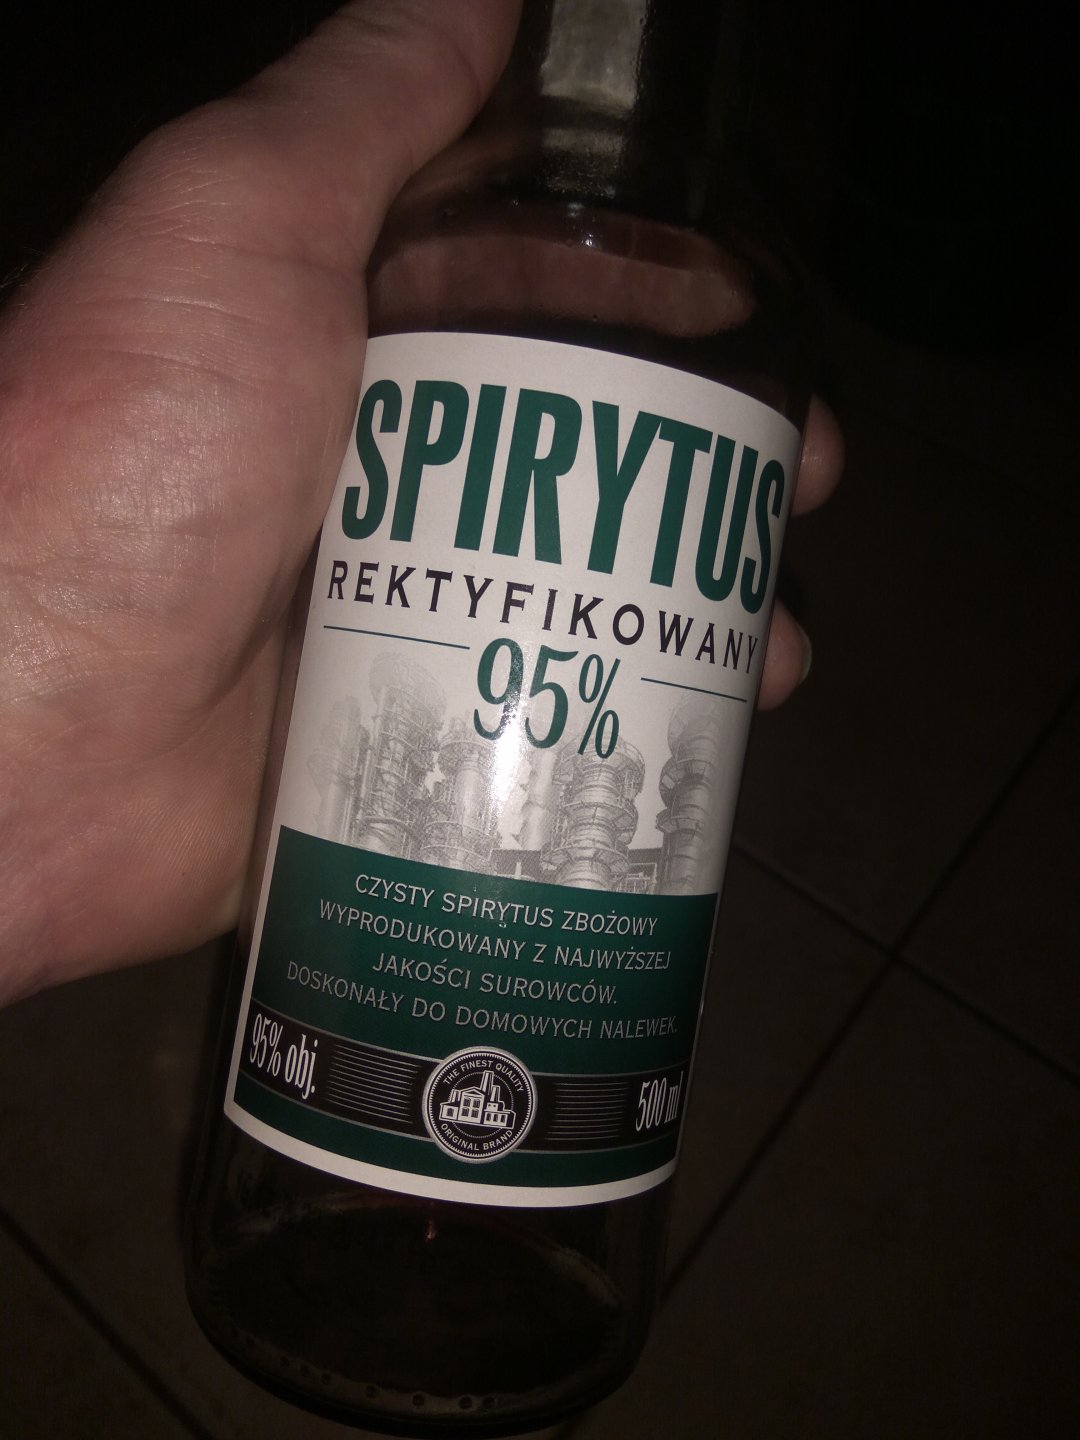 SPIRYTUS
REKTYFIKOWANY
95%
CZYSTY SPIRYTUS ZBOŻOWY
WYPRODUKOWANY Z NAJWYŻSZEJ
JAKOŚCI SUROWCÓW.
DOSKONAŁY DO DOMOWYCH NALEWEK.
95% obj.
THE FINEST QUALITY
ORIGINAL BRAND
500 ml